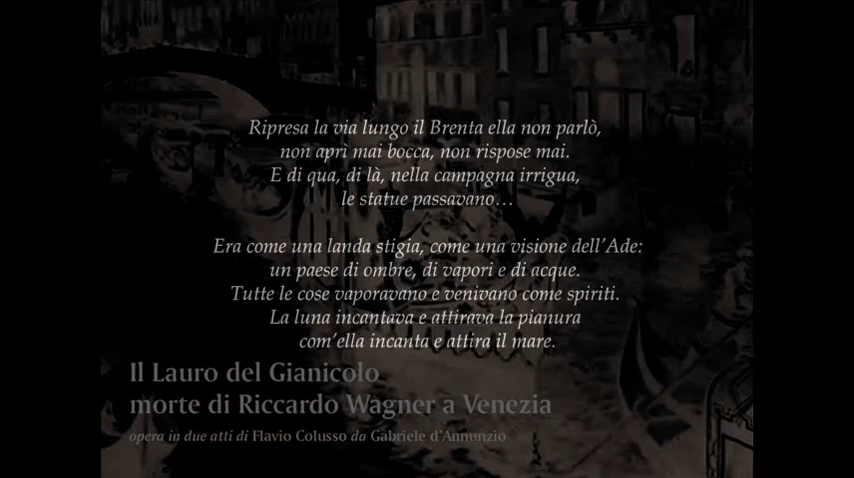 Ripresa la via lungo il Brenta ella non parlò,
non aprì mai bocca, non rispose mai.
E di qua, di là, nella campagna irrigua,
le statue passavano…
Era come una landa stigia, come una visione dell'Ade:
un paese di ombre, di vapori e di acque.
Tutte le cose vaporavano e venivano come spiriti.
La luna incantava e attirava la pianura
com'ella incanta e attira il mare.
Il Lauro del Gianicolo
morte di Riccardo Wagner a Venezia
opera in due atti di Flavio Colusso da Gabriele d'Annunzio